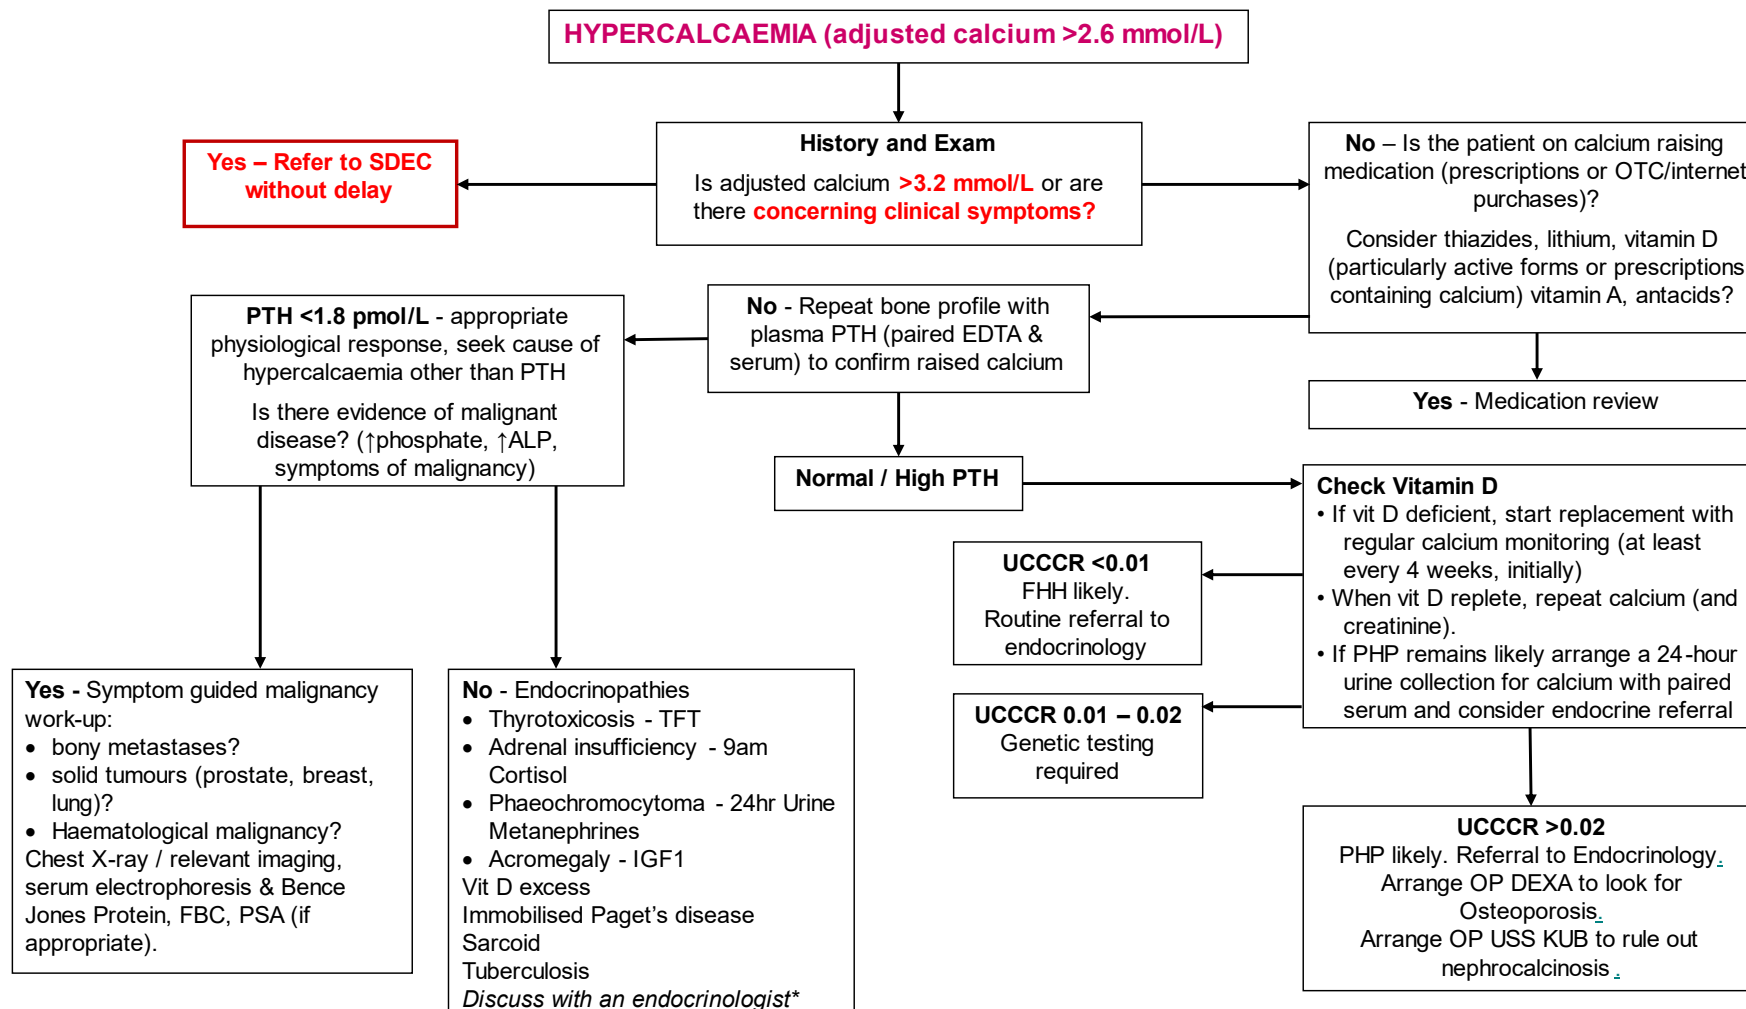 HYPERCALCAEMIA (adjusted calcium >2.6 mmol/L)
Yes – Refer to SDEC
without delay
History and Exam
Is adjusted calcium >3.2 mmol/L or are
there concerning clinical symptoms?
No – Is the patient on calcium raising
medication (prescriptions or OTC/internet
purchases)?
Consider thiazides, lithium, vitamin D
(particularly active forms or prescriptions
containing calcium) vitamin A, antacids?
Yes - Medication review
No - Repeat bone profile with
plasma PTH (paired EDTA &
serum) to confirm raised calcium
PTH <1.8 pmol/L - appropriate
physiological response, seek cause of
hypercalcaemia other than PTH
Is there evidence of malignant
disease? (↑phosphate, ↑ALP,
symptoms of malignancy)
Normal / High PTH
Check Vitamin D
• If vit D deficient, start replacement with
regular calcium monitoring (at least
every 4 weeks, initially)
• When vit D replete, repeat calcium (and
creatinine).
• If PHP remains likely arrange a 24-hour
urine collection for calcium with paired
serum and consider endocrine referral
UCCCR <0.01
FHH likely.
Routine referral to
endocrinology
UCCCR 0.01 – 0.02
Genetic testing
required
UCCCR >0.02
PHP likely. Referral to Endocrinology.
Arrange OP DEXA to look for
Osteoporosis.
Arrange OP USS KUB to rule out
nephrocalcinosis .
Yes - Symptom guided malignancy
work-up:
• bony metastases?
• solid tumours (prostate, breast,
lung)?
• Haematological malignancy?
Chest X-ray / relevant imaging,
serum electrophoresis & Bence
Jones Protein, FBC, PSA (if
appropriate).
No - Endocrinopathies
• Thyrotoxicosis - TFT
• Adrenal insufficiency - 9am
Cortisol
• Phaeochromocytoma - 24hr Urine
Metanephrines
• Acromegaly - IGF1
Vit D excess
Immobilised Paget's disease
Sarcoid
Tuberculosis
Discuss with an endocrinologist*